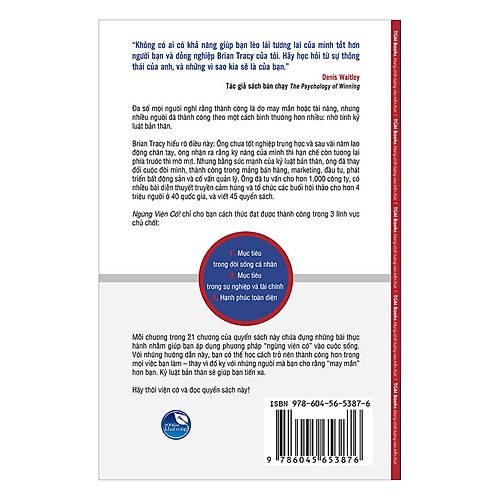 "Không có ai có khả năng giúp bạn lèo lái tương lai của mình tốt hơn
người bạn và đồng nghiệp Brian Tracy của tôi. Hãy học hỏi từ sự thông
thái của anh, và những vì sao kia sẽ là của bạn."
Denis Waitley
Tác giả sách bán chạy The Psychology of Winning
Đa số mọi người nghĩ rằng thành công là do may mắn hoặc tài năng, nhưng
nhiều người đã thành công theo một cách bình thường hơn nhiều: nhờ tính kỷ
luật bản thân.
Brian Tracy hiểu rõ điều này: Ông chưa tốt nghiệp trung học và sau vài năm lao
động chân tay, ông nhận ra rằng kỹ năng của mình thì hạn chế còn tương lai
phía trước thì mờ mịt. Nhưng bằng sức mạnh của kỷ luật bản thân, ông đã thay
đổi cuộc đời mình, thành công trong mảng bán hàng, marketing, đầu tư, phát
triển bất động sản và cố vấn quản lý. Ông đã tư vấn cho hơn 1.000 công ty, có
nhiều bài diễn thuyết truyền cảm hứng và tổ chức các buổi hội thảo cho hơn 4
triệu người ở 40 quốc gia, và viết 45 quyển sách.
Ngừng Viện Cớ! chỉ cho bạn cách thức đạt được thành công trong 3 lĩnh vực
chủ chốt:
1. Mục tiêu
trong đời sống cá nhân
2. Mục tiêu
trong sự nghiệp và tài chính
3. Hạnh phúc toàn diện
Mỗi chương trong 21 chương của quyển sách này chứa đựng những bài thực
hành nhằm giúp bạn áp dụng phương pháp "ngừng viện cớ" vào cuộc sống.
Với những hướng dẫn này, bạn có thể học cách trở nên thành công hơn trong
mọi việc bạn làm – thay vì đố kỵ với những người mà bạn cho rằng "may mắn"
hơn bạn. Kỷ luật bản thân sẽ giúp bạn tiến xa.
Hãy thôi viện cớ và đọc quyển sách này!
ISBN 978-604-56-5387-6
9 786045 653876
TGM Books
TGM Books
TGM Books
TGM Books